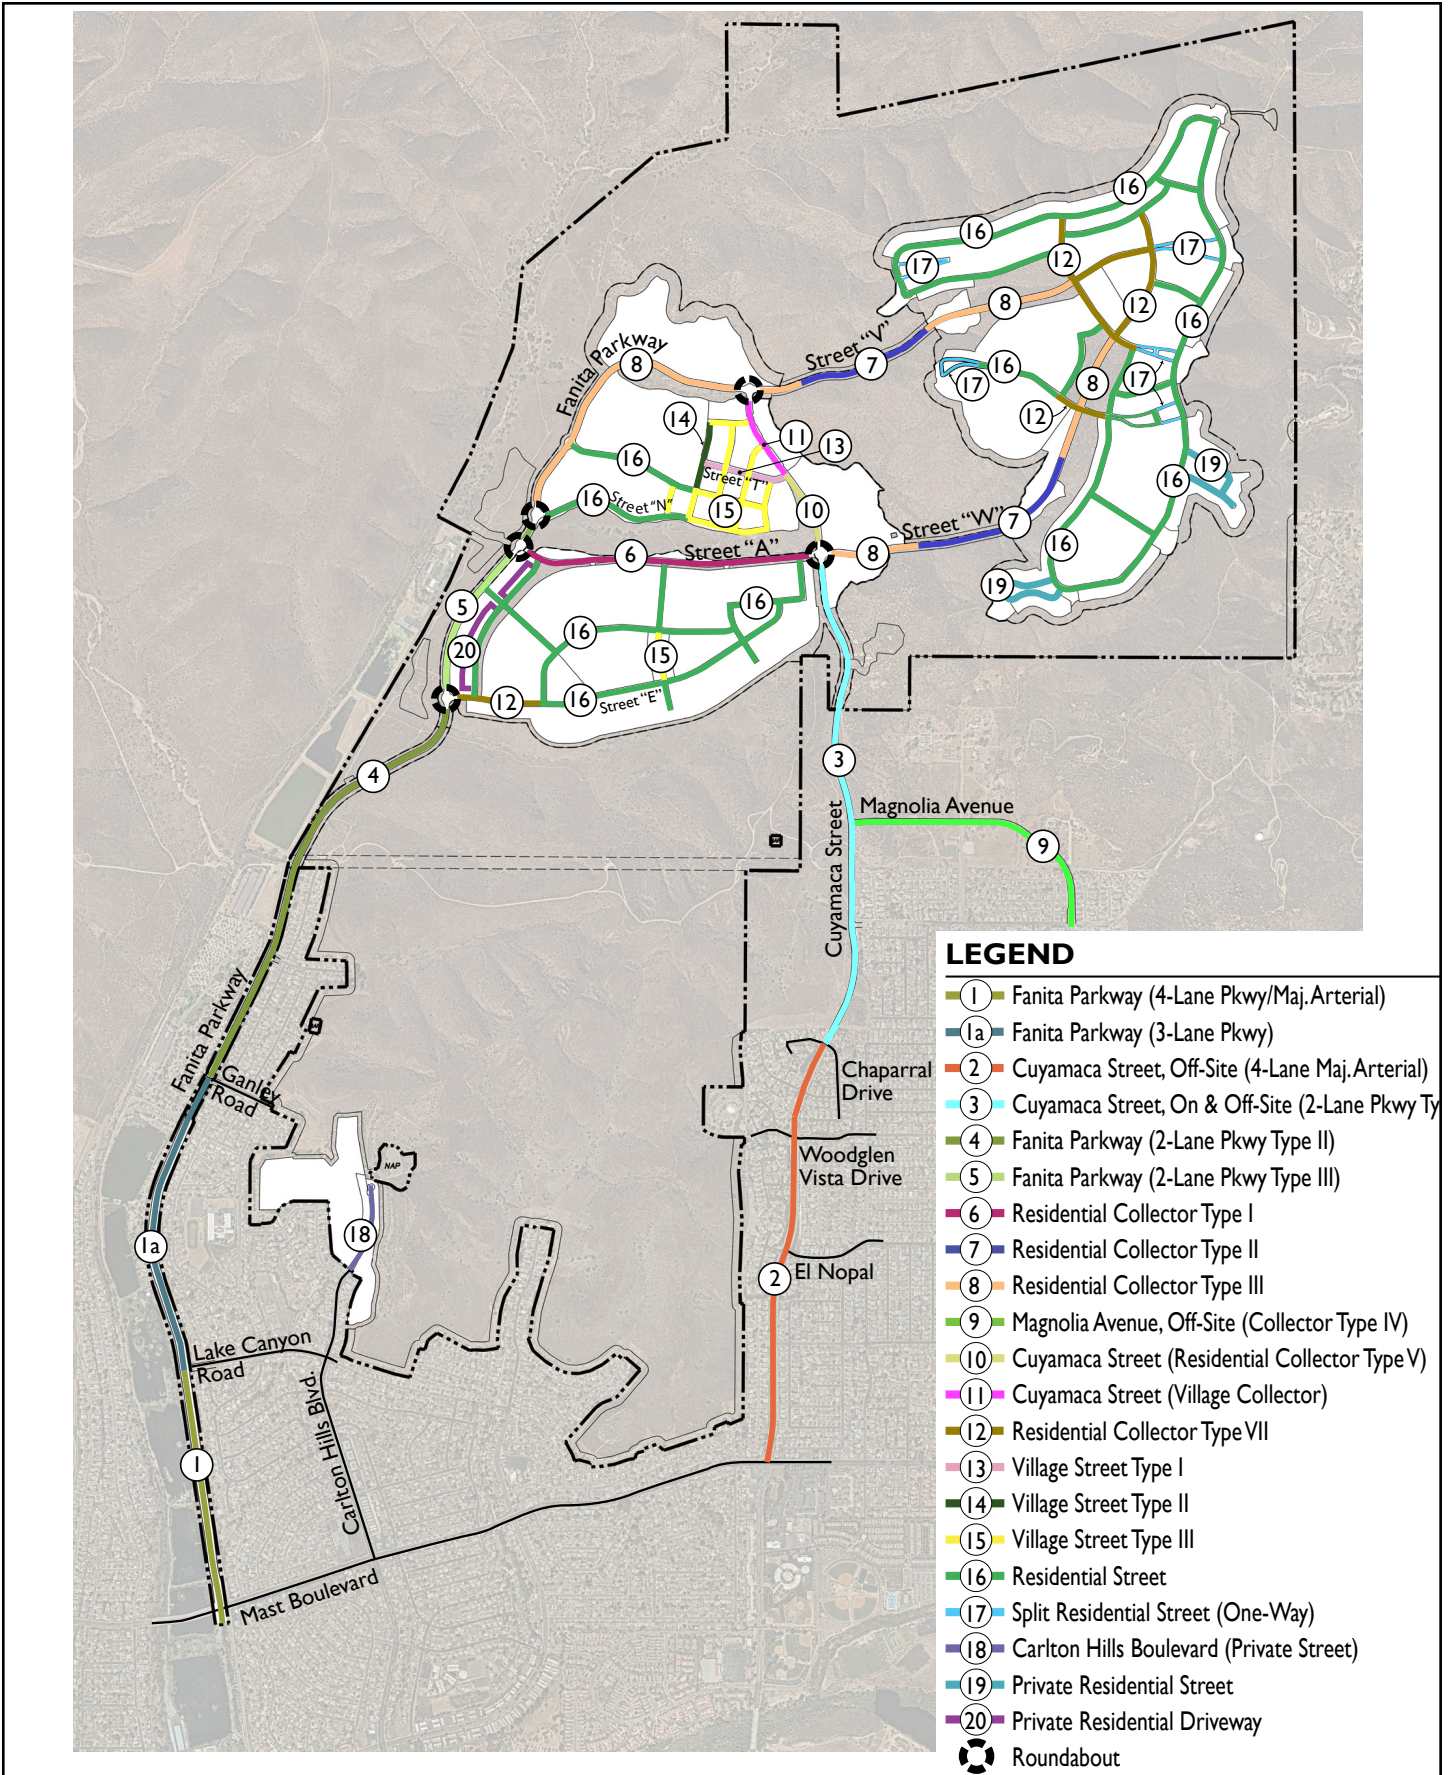 16
16
17
17
12
12
8
16
Street "V"
Fanita Parkway
8
7
16
17
8
17
12
14
11
13
16
Street "T"
19
16
16
Street "N"
15
10
Street "W"
7
16
Street "A"
6
8
19
5
16
16
20
15
12
16
Street "E"
4
3
Magnolia Avenue
9
Cuyamaca Street
Fanita Parkway
Ganley
Road
Chaparral
Drive
Woodglen
Vista Drive
NAP
18
1a
2
El Nopal
Lake Canyon
Road
Carlton Hills Blvd.
1
Mast Boulevard
LEGEND
1 Fanita Parkway (4-Lane Pkwy/Maj. Arterial)
1a Fanita Parkway (3-Lane Pkwy)
2 Cuyamaca Street, Off-Site (4-Lane Maj. Arterial)
3 Cuyamaca Street, On & Off-Site (2-Lane Pkwy Ty
4 Fanita Parkway (2-Lane Pkwy Type II)
5 Fanita Parkway (2-Lane Pkwy Type III)
6 Residential Collector Type I
7 Residential Collector Type II
8 Residential Collector Type III
9 Magnolia Avenue, Off-Site (Collector Type IV)
10 Cuyamaca Street (Residential Collector Type V)
11 Cuyamaca Street (Village Collector)
12 Residential Collector Type VII
13 Village Street Type I
14 Village Street Type II
15 Village Street Type III
16 Residential Street
17 Split Residential Street (One-Way)
18 Carlton Hills Boulevard (Private Street)
19 Private Residential Street
20 Private Residential Driveway
Roundabout